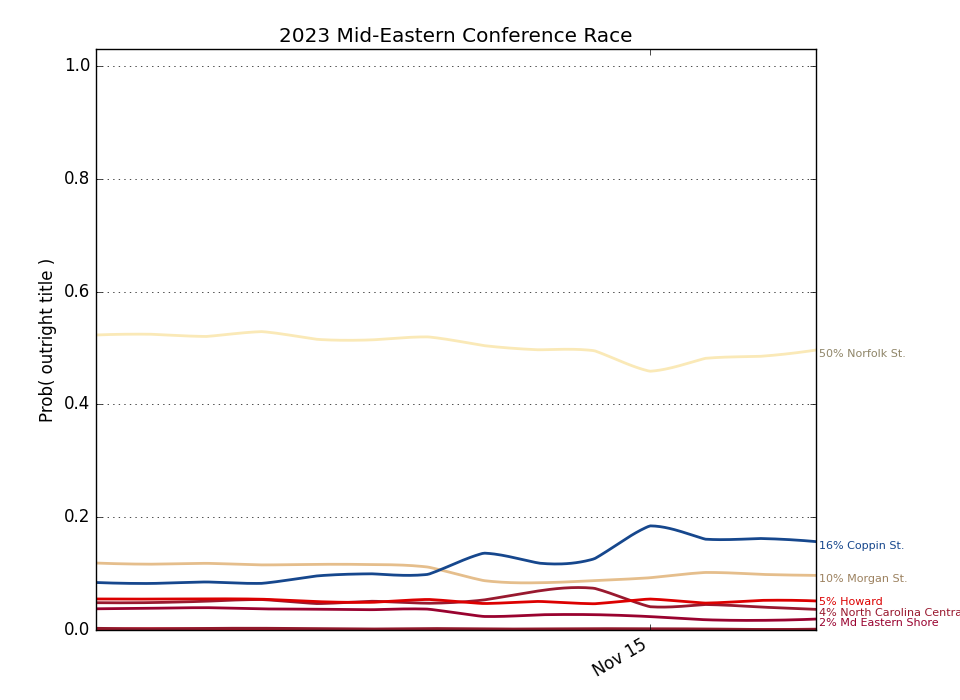 2023 Mid-Eastern Conference Race
1.0
0.8
0.6
0.4
0.2
0.0
Prob( outright title )
Nov 15
50% Norfolk St.
16% Coppin St.
10% Morgan St.
5% Howard
4% North Carolina Centra
2% Md Eastern Shore